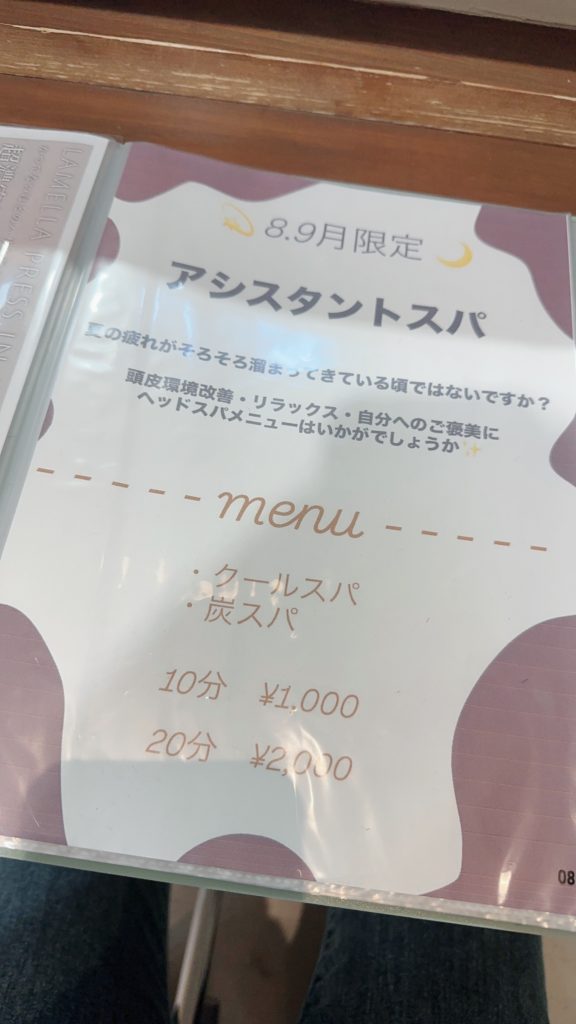 8.9月限定
アシスタントスパ
夏の疲れがそろそろ溜まってきている頃ではないですか？
頭皮環境改善・リラックス・自分へのご褒美に
ヘッドスパメニューはいかがでしょうか✨
menu
・クールスパ
・炭スパ
10分 ¥1,000
20分 ¥2,000
08
LAMELLIA PRESS IN